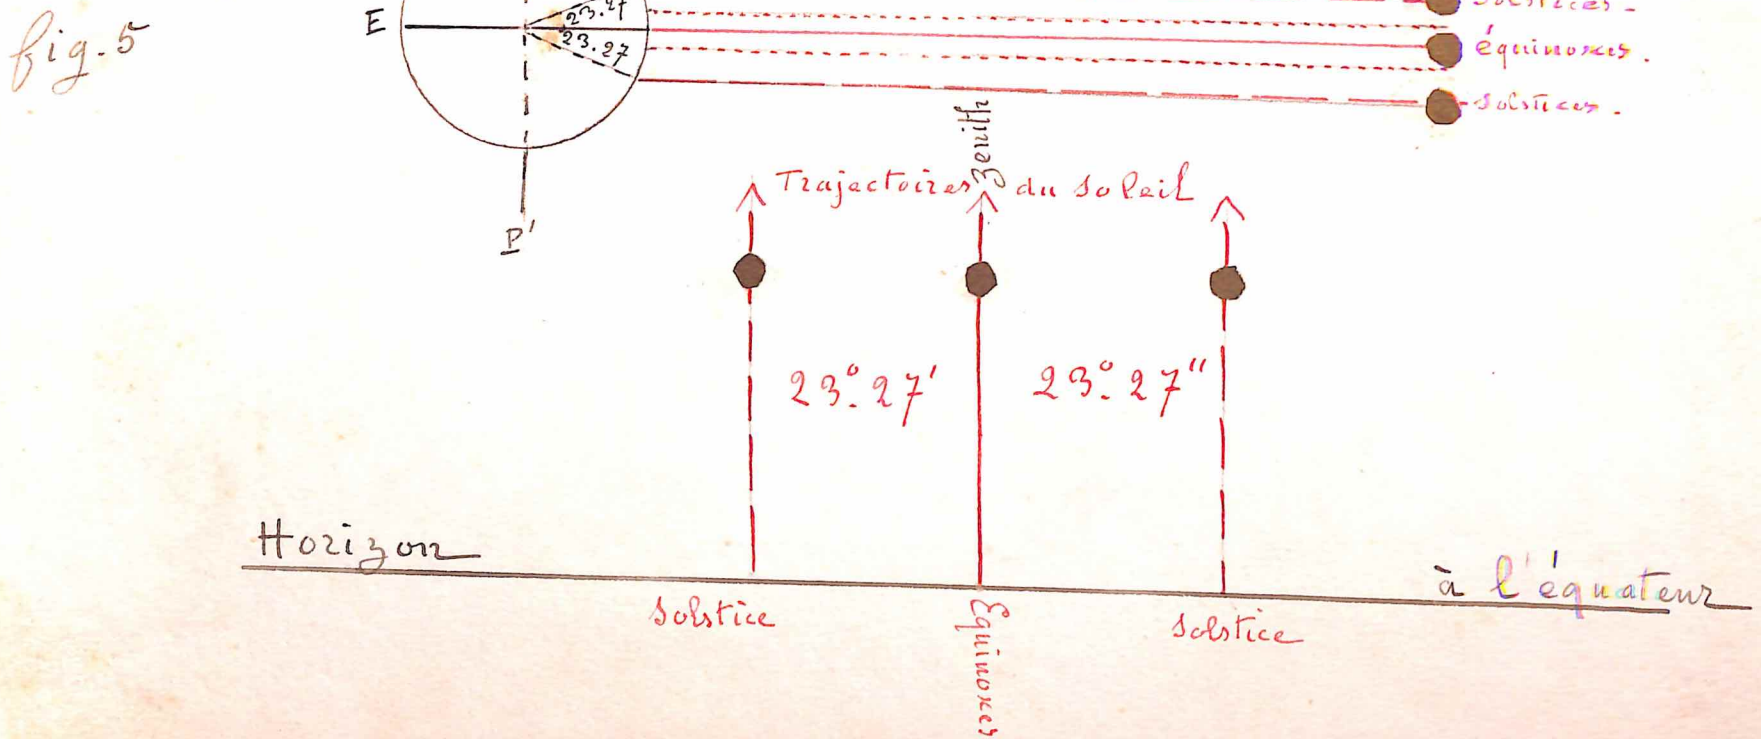 fig. 5
E
23.27
23.27
solstices.
équinoxes.
solstices.
P'
Zenith
Trajectoires du soleil
23° 27' 23° 27"
Horizon
à l'équateur
solstice
Equinoxes
solstice